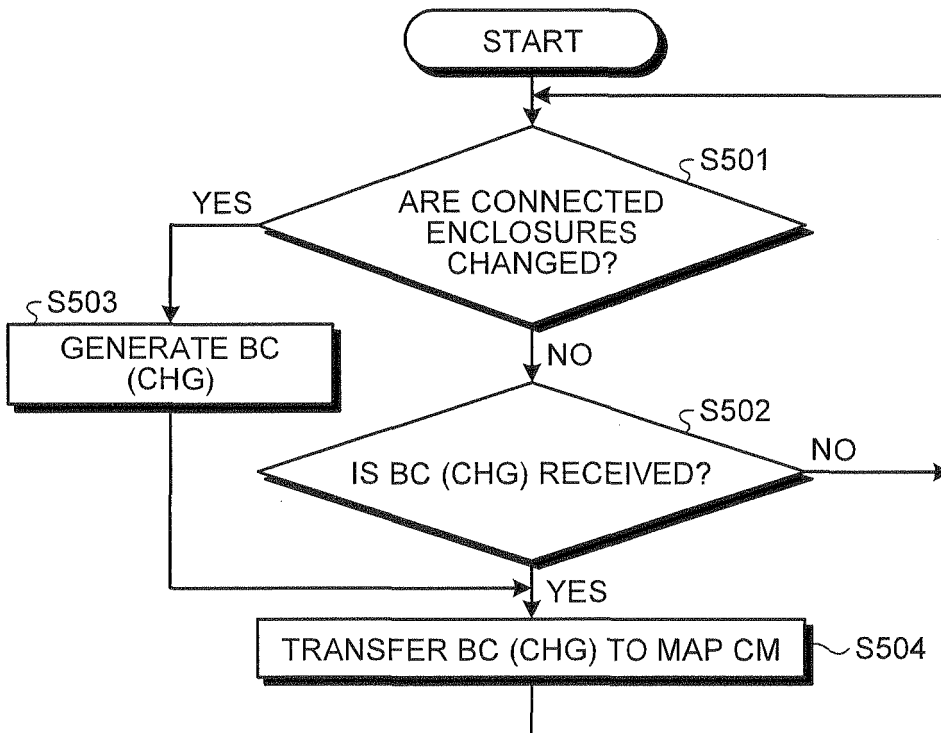 START
S501
YES
ARE CONNECTED
ENCLOSURES
CHANGED?
S503
GENERATE BC
(CHG)
NO
S502
IS BC (CHG) RECEIVED?
NO
YES
TRANSFER BC (CHG) TO MAP CM
S504